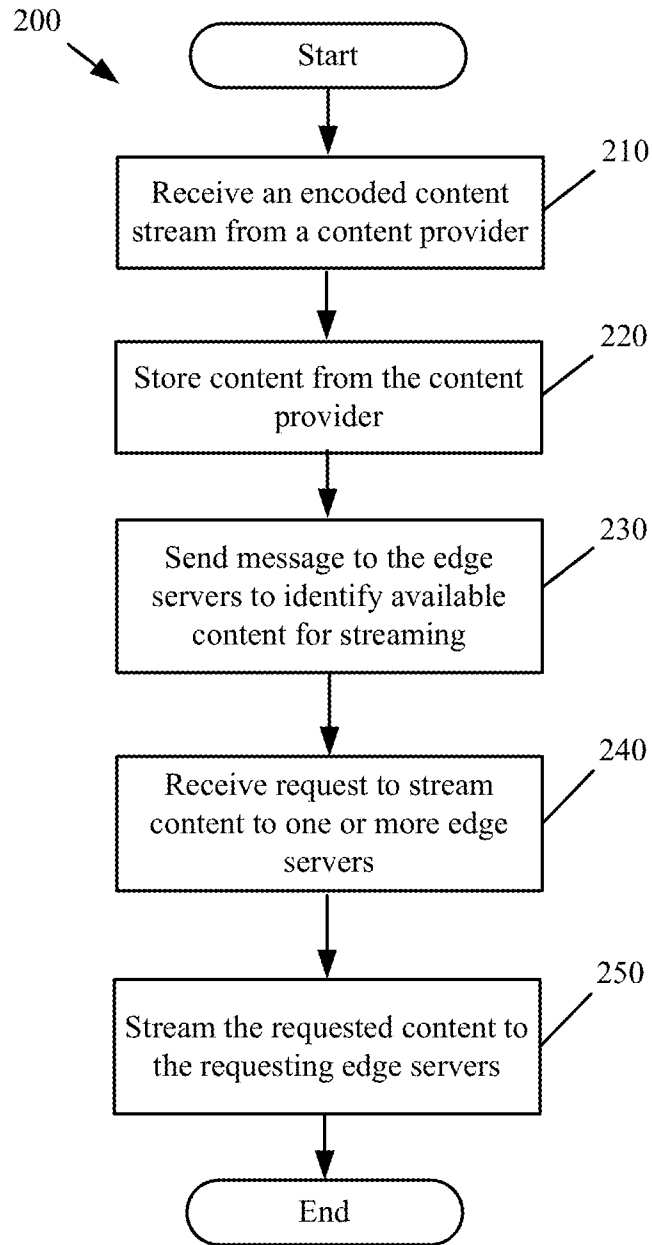 200
Start
210
Receive an encoded content
stream from a content provider
220
Store content from the content
provider
230
Send message to the edge
servers to identify available
content for streaming
240
Receive request to stream
content to one or more edge
servers
250
Stream the requested content to
the requesting edge servers
End